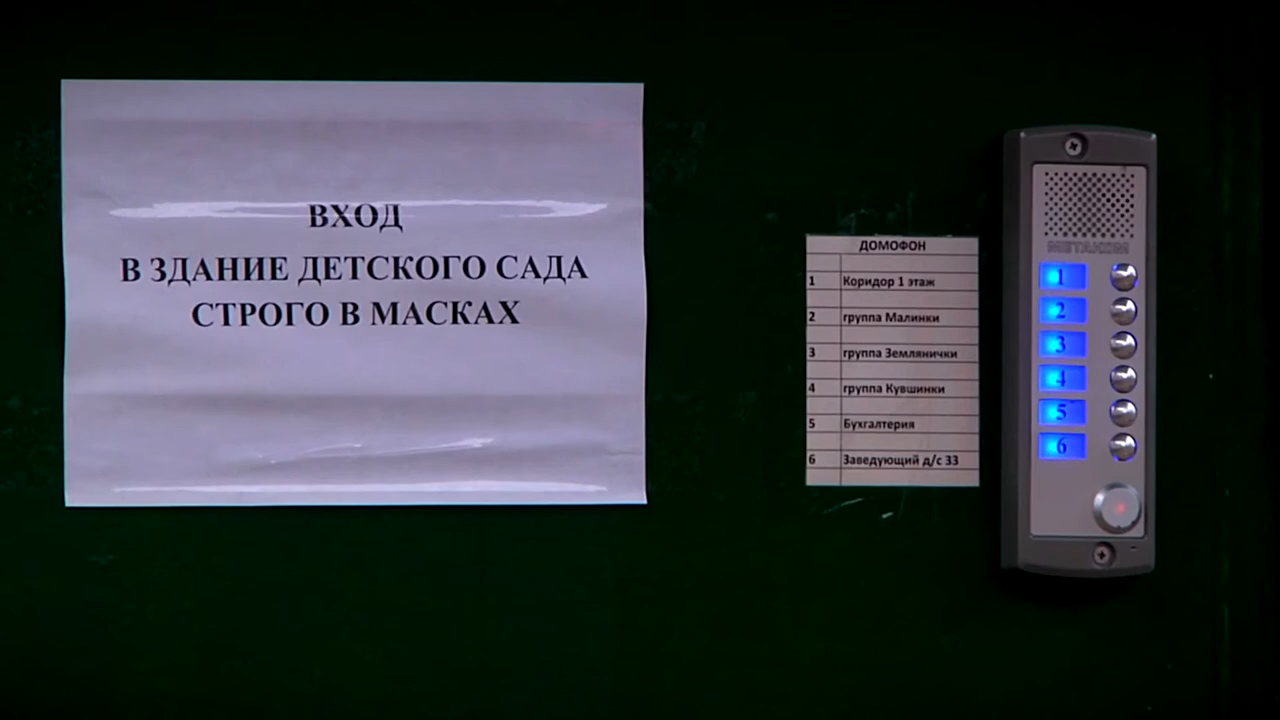 ВХОД
В ЗДАНИЕ ДЕТСКОГО САДА
СТРОГО В МАСКАХ
ДОМОФОН
1 Коридор 1 этаж
2 группа Малинки
3 группа Землянички
4 группа Кувшинки
5 Бухгалтерия
6 Заведующий д/с 33
МЕТАКОМ
1
2
3
4
5
6